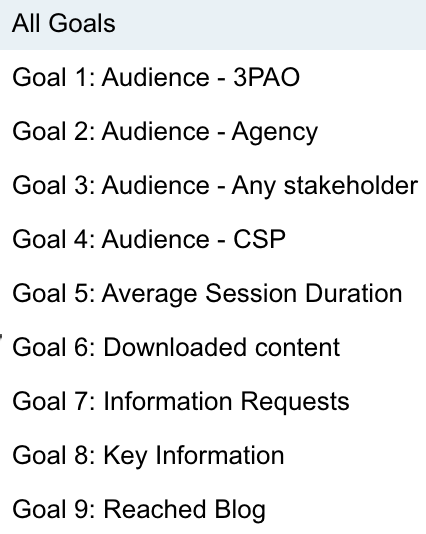 All Goals
Goal 1: Audience - 3PAO
Goal 2: Audience - Agency
Goal 3: Audience - Any stakeholder
Goal 4: Audience - CSP
Goal 5: Average Session Duration
Goal 6: Downloaded content
Goal 7: Information Requests
Goal 8: Key Information
Goal 9: Reached Blog